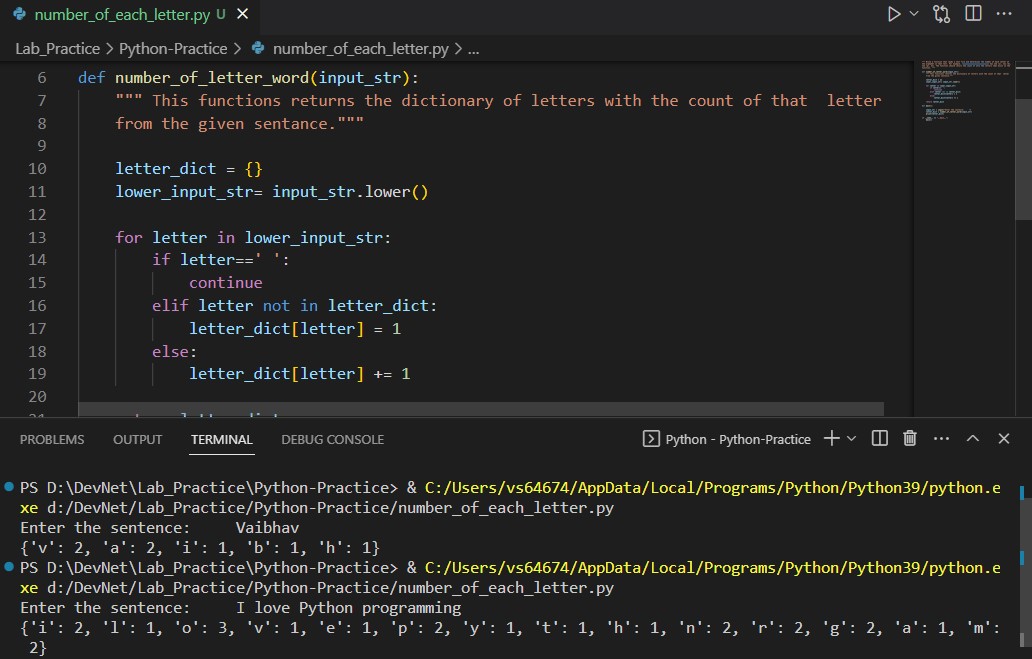 number_of_each_letter.py U
Lab_Practice > Python-Practice > number_of_each_letter.py > ...
6 def number_of_letter_word(input_str):
7 """ This functions returns the dictionary of letters with the count of that  letter
8 from the given sentance."""
9
10 letter_dict = {}
11 lower_input_str= input_str.lower()
12
13 for letter in lower_input_str:
14 if letter==' ':
15 continue
16 elif letter not in letter_dict:
17 letter_dict[letter] = 1
18 else:
19 letter_dict[letter] += 1
20
PROBLEMS OUTPUT TERMINAL DEBUG CONSOLE Python - Python-Practice
PS D:\DevNet\Lab_Practice\Python-Practice> & C:/Users/vs64674/AppData/Local/Programs/Python/Python39/python.e
xe d:/DevNet/Lab_Practice/Python-Practice/number_of_each_letter.py
Enter the sentence:     Vaibhav
{'v': 2, 'a': 2, 'i': 1, 'b': 1, 'h': 1}
PS D:\DevNet\Lab_Practice\Python-Practice> & C:/Users/vs64674/AppData/Local/Programs/Python/Python39/python.e
xe d:/DevNet/Lab_Practice/Python-Practice/number_of_each_letter.py
Enter the sentence:     I love Python programming
{'i': 2, 'l': 1, 'o': 3, 'v': 1, 'e': 1, 'p': 2, 'y': 1, 't': 1, 'h': 1, 'n': 2, 'r': 2, 'g': 2, 'a': 1, 'm':
2}